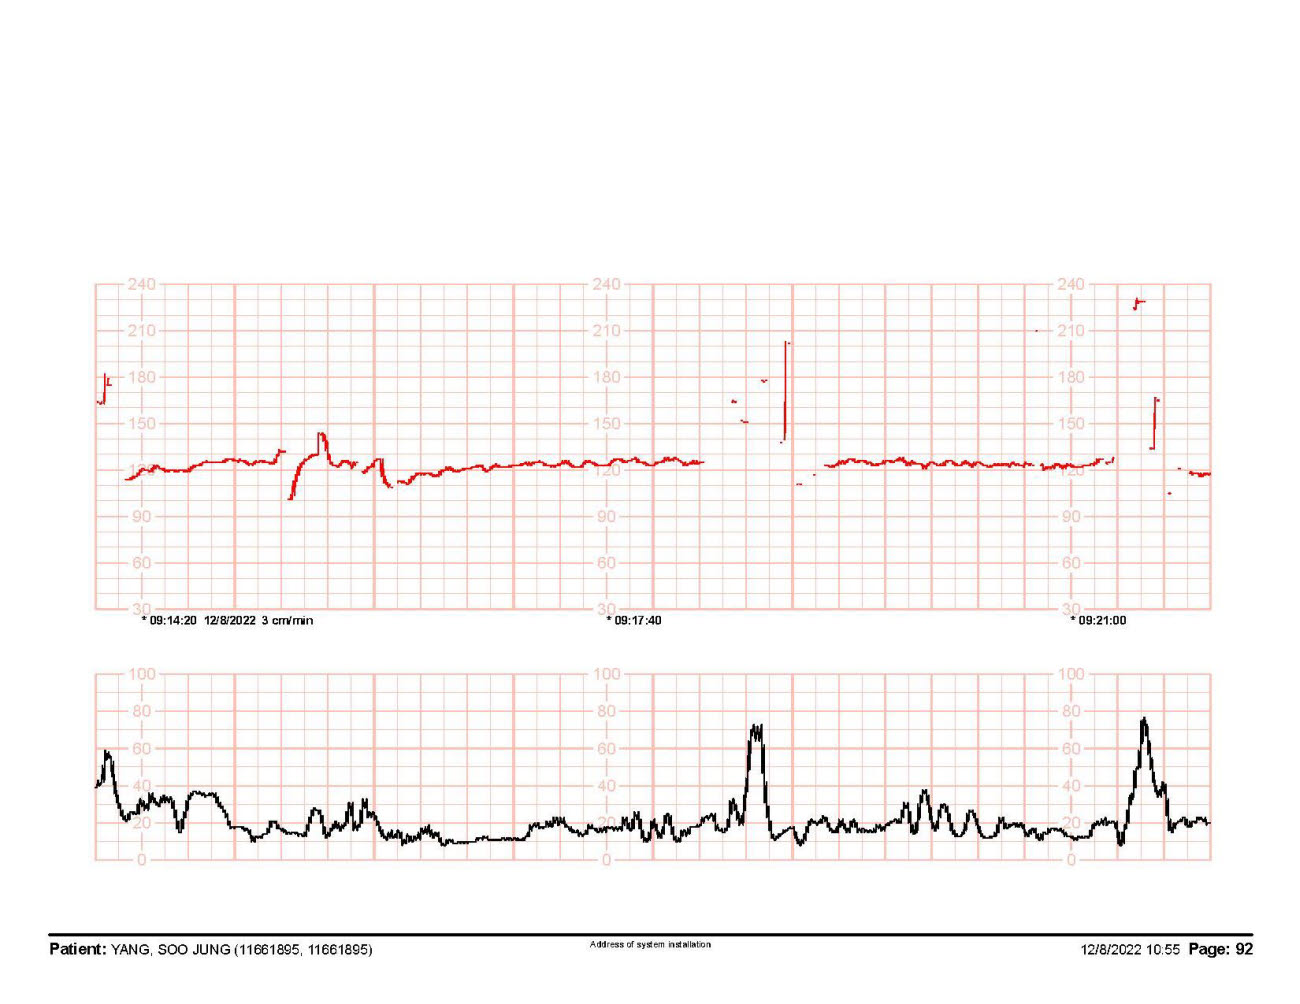 240 240 240
210 210 210
180 180 180
150 150 150
120 120 120
90 90 90
60 60 60
30 30 30
* 09:14:20 12/8/2022 3 cm/min * 09:17:40 * 09:21:00
100 100 100
80 80 80
60 60 60
40 40 40
20 20 20
0 0 0
Patient: YANG, SOO JUNG (11661895, 11661895) Address of system installation 12/8/2022 10:55 Page: 92